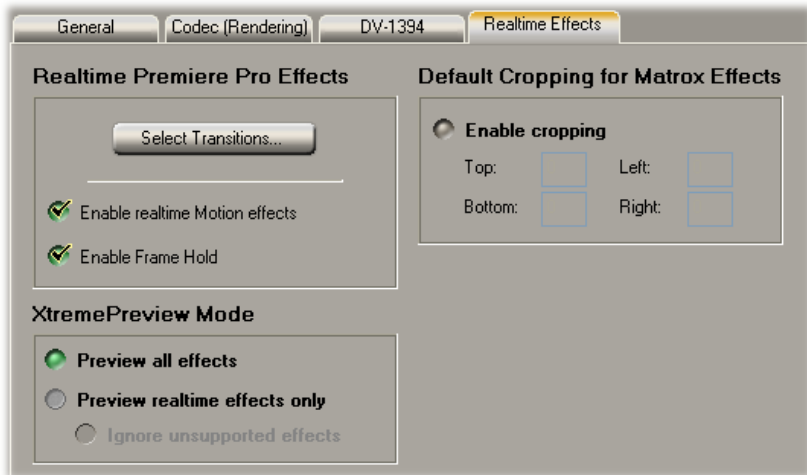 General
Codec (Rendering)
DV-1394
Realtime Effects
Realtime Premiere Pro Effects
Select Transitions...
Enable realtime Motion effects
Enable Frame Hold
XtremePreview Mode
Preview all effects
Preview realtime effects only
Ignore unsupported effects
Default Cropping for Matrox Effects
Enable cropping
Top: Left:
Bottom: Right: